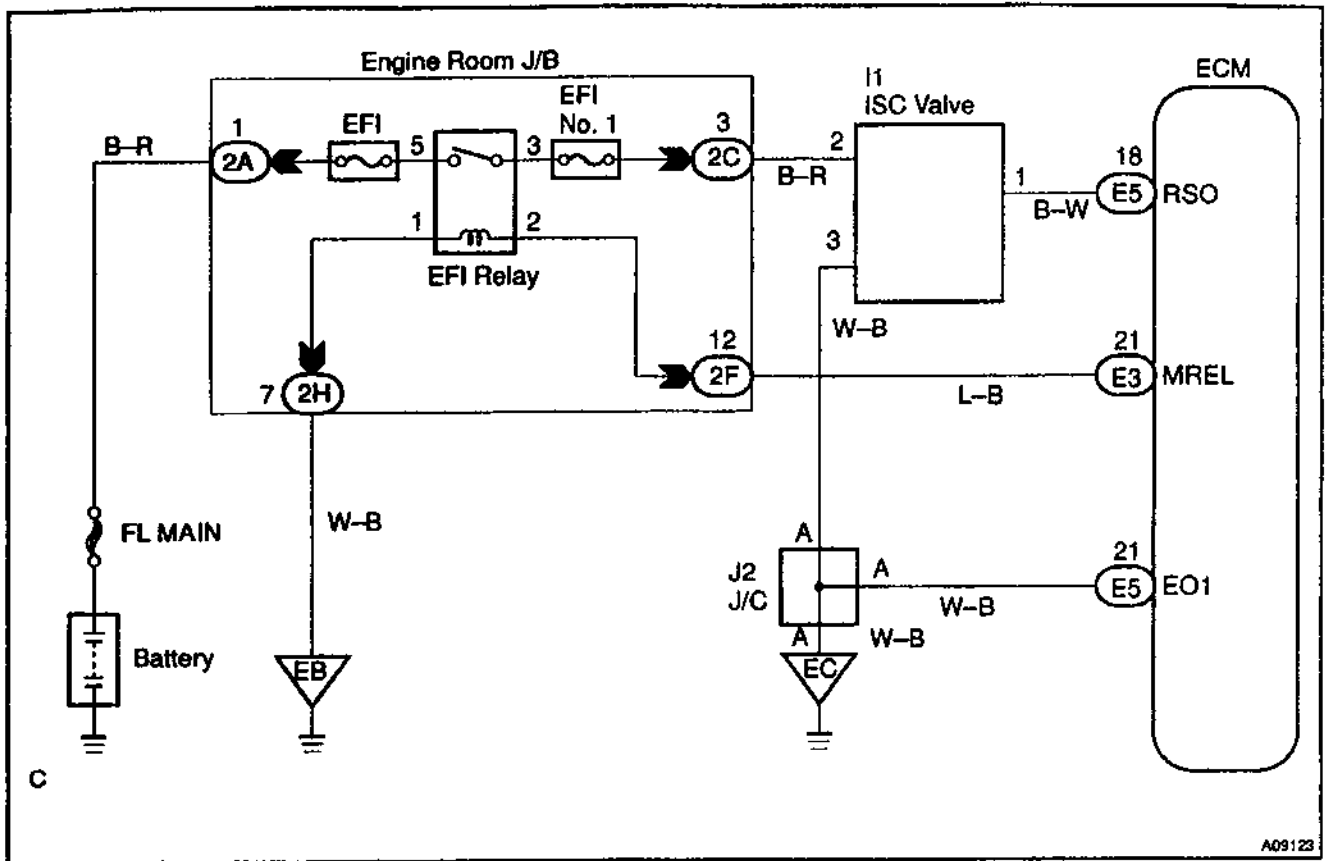 Engine Room J/B
I1
ISC Valve
ECM
EFI
EFI
No. 1
1
5
3
3
2
18
B–R
2A
2C
B–R
1
B–W
E5
RSO
1
2
3
EFI Relay
W–B
12
21
7
2H
2F
L–B
E3
MREL
FL MAIN
W–B
A
21
J2
J/C
A
W–B
E5
EO1
Battery
EB
A
W–B
EC
C
A09123